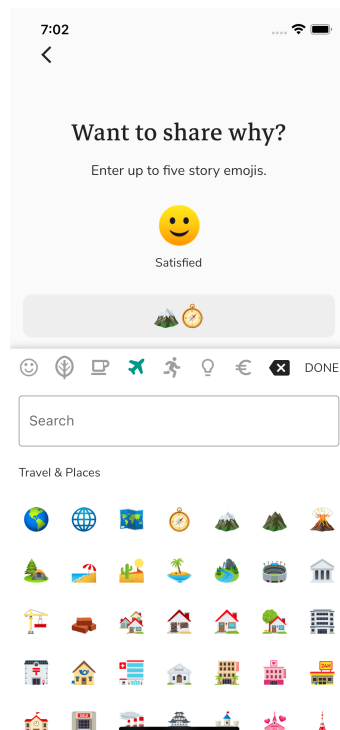 7:02
Want to share why?
Enter up to five story emojis.
Satisfied
DONE
Search
Travel & Places